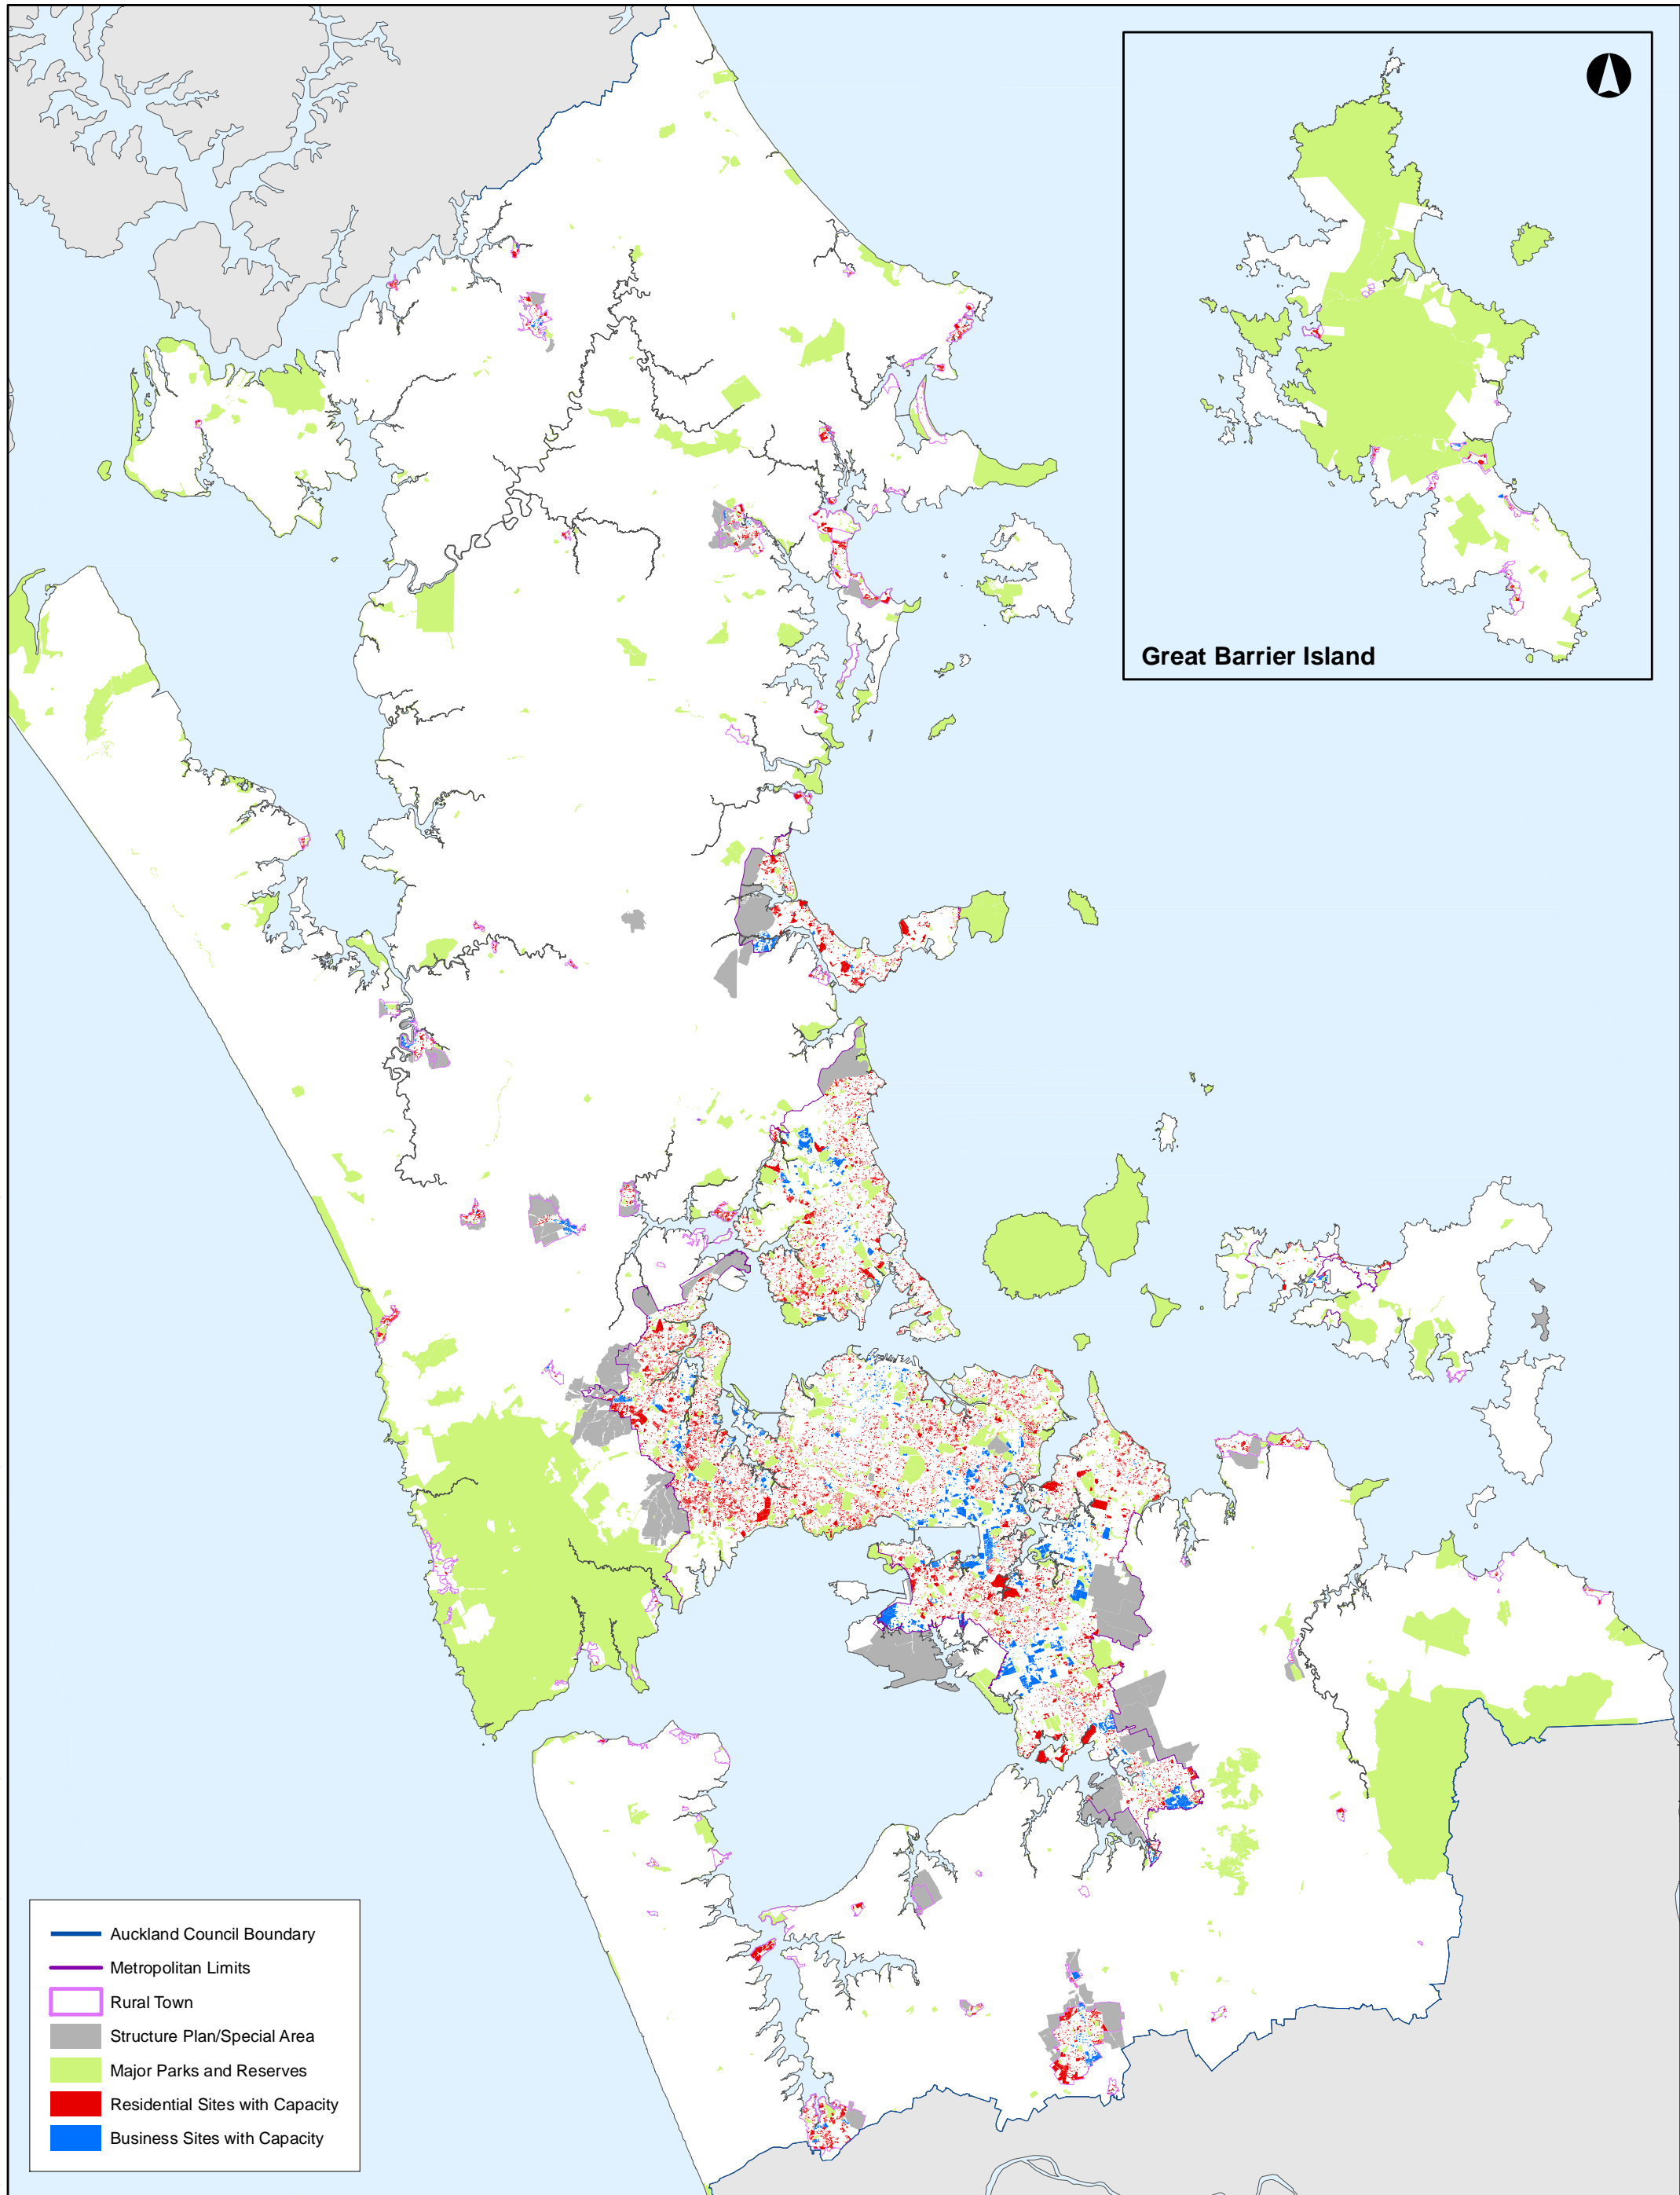 Great Barrier Island
Auckland Council Boundary
Metropolitan Limits
Rural Town
Structure Plan/Special Area
Major Parks and Reserves
Residential Sites with Capacity
Business Sites with Capacity